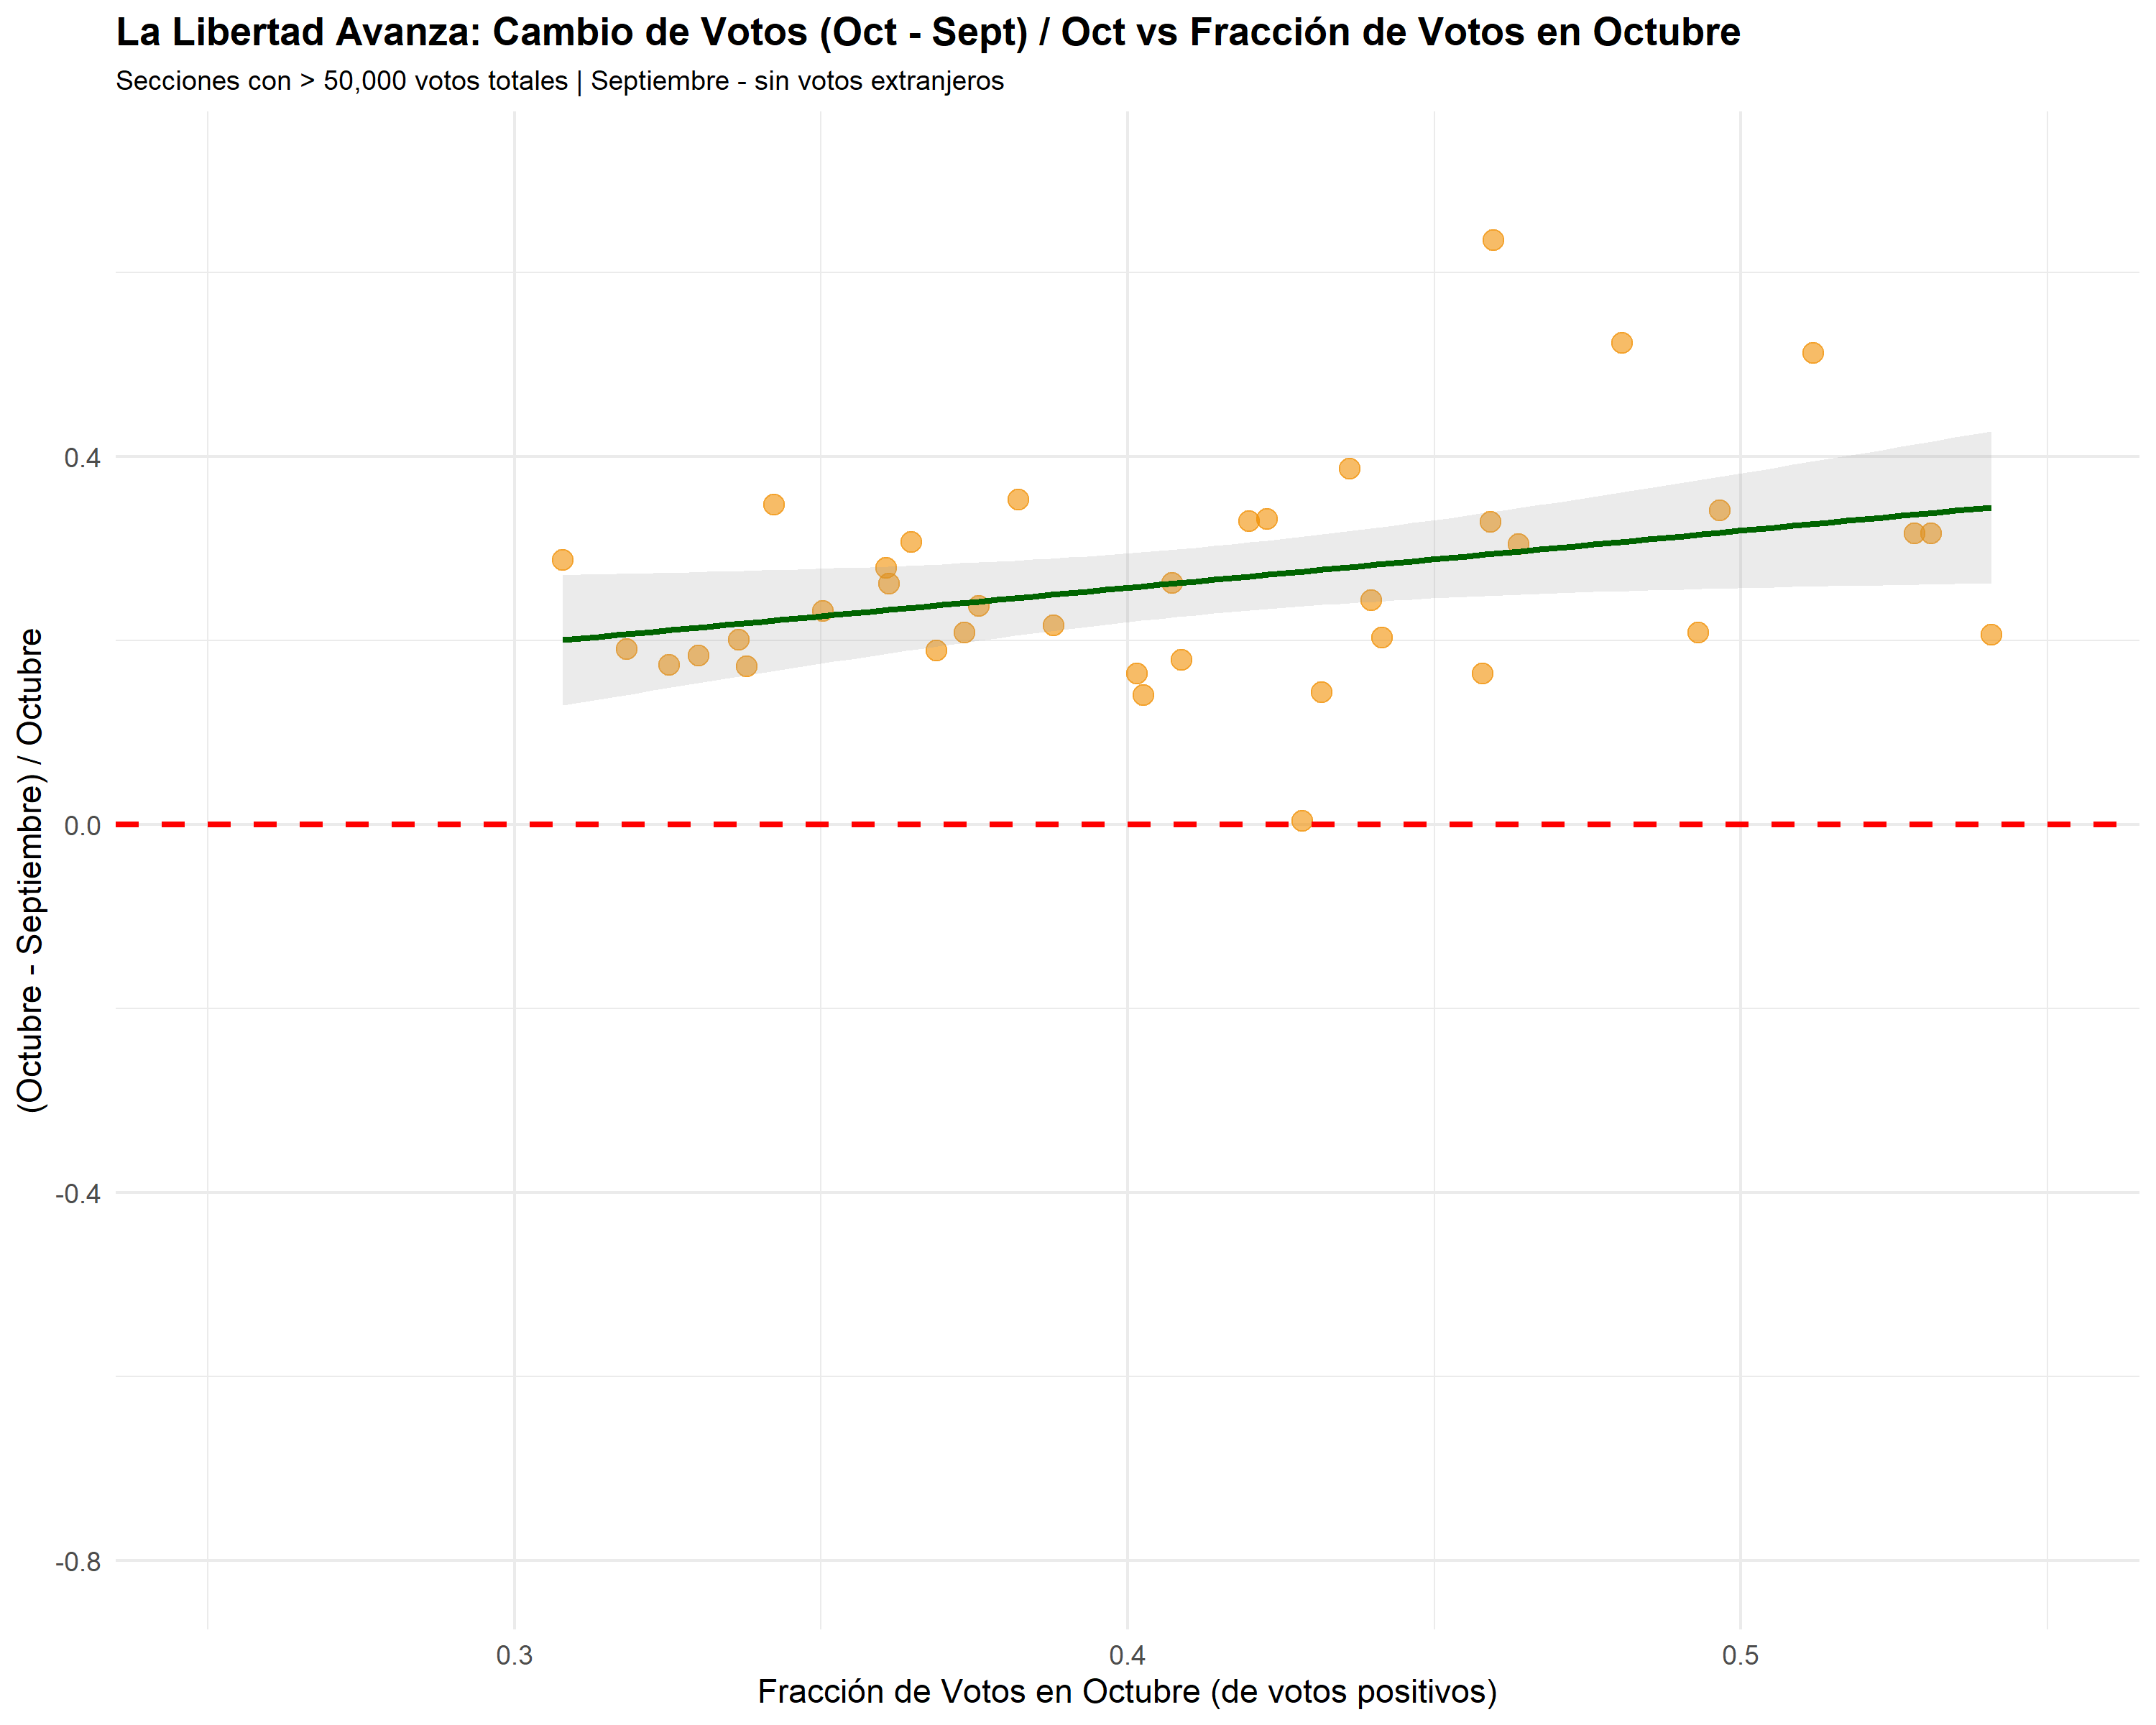 La Libertad Avanza: Cambio de Votos (Oct - Sept) / Oct vs Fracción de Votos en Octubre
Secciones con > 50,000 votos totales | Septiembre - sin votos extranjeros
(Octubre - Septiembre) / Octubre
0.4
0.0
-0.4
-0.8
0.3 0.4 0.5
Fracción de Votos en Octubre (de votos positivos)